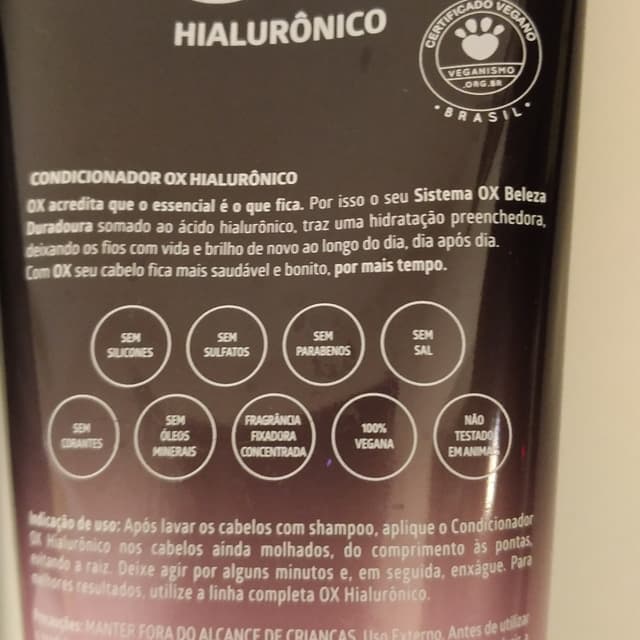 HIALURÔNICO
CERTIFICADO VEGANO
VEGANISMO
.ORG.BR
• BRASIL •
CONDICIONADOR OX HIALURÔNICO
OX acredita que o essencial é o que fica. Por isso o seu Sistema OX Beleza
Duradoura somado ao ácido hialurônico, traz uma hidratação preenchedora,
deixando os fios com vida e brilho de novo ao longo do dia, dia após dia.
Com OX seu cabelo fica mais saudável e bonito, por mais tempo.
SEM
SILICONES
SEM
SULFATOS
SEM
PARABENOS
SEM
SAL
SEM
CORANTES
SEM
ÓLEOS
MINERAIS
FRAGRÂNCIA
FIXADORA
CONCENTRADA
100%
VEGANA
NÃO
TESTADO
EM ANIMAIS
Indicação de uso: Após lavar os cabelos com shampoo, aplique o Condicionador
OX Hialurônico nos cabelos ainda molhados, do comprimento às pontas,
evitando a raiz. Deixe agir por alguns minutos e, em seguida, enxágue. Para
melhores resultados, utilize a linha completa OX Hialurônico.
Precauções: MANTER FORA DO ALCANCE DE CRIANÇAS. Uso Externo. Antes de utilizar